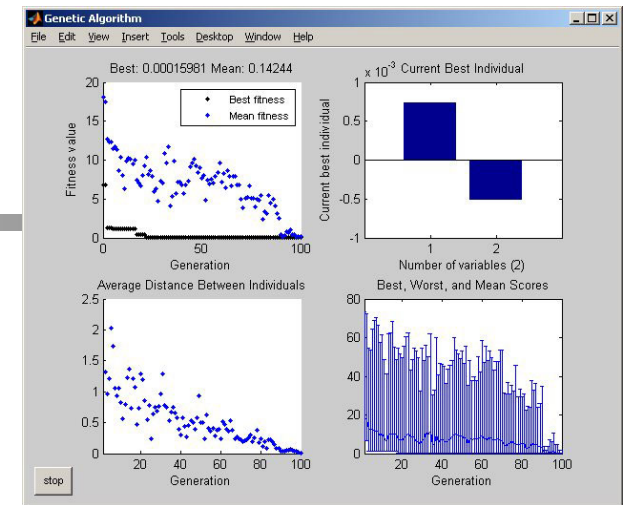 Genetic Algorithm
File Edit View Insert Tools Desktop Window Help
Best: 0.00015981 Mean: 0.14244
20
15
10
5
0
Fitness value
Best fitness
Mean fitness
0 50 100
Generation
x 10-3 Current Best Individual
1
0.5
0
-0.5
-1
Current best individual
1 2
Number of variables (2)
Average Distance Between Individuals
2.5
2
1.5
1
0.5
0
20 40 60 80 100
Generation
Best, Worst, and Mean Scores
80
60
40
20
0
20 40 60 80 100
Generation
stop